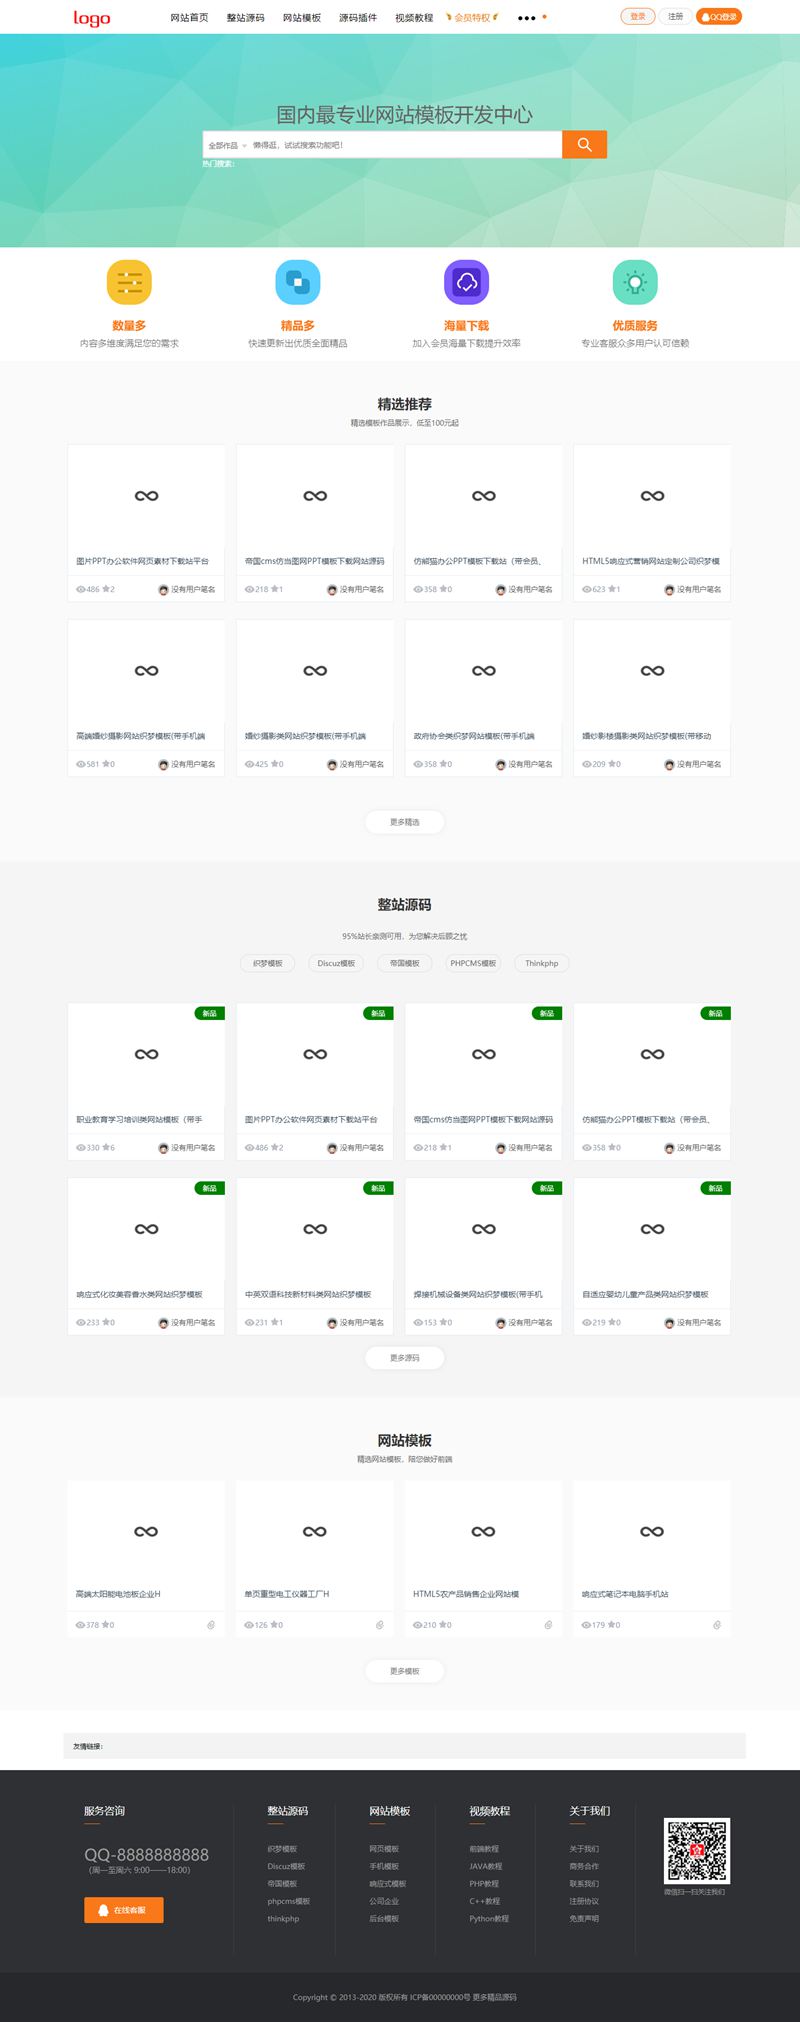 logo 网站首页 整站源码 网站模板 源码插件 视频教程 会员特权 登录 注册 QQ登录
国内最专业网站模板开发中心
全部作品 懒得逛，试试搜索功能吧!
热门搜索：
数量多 精品多 海量下载 优质服务
内容多维度满足您的需求 快速更新出优质全面精品 加入会员海量下载提升效率 专业客服众多用户认可信赖
精选推荐
精选模板作品展示，低至100元起
图片PPT办公软件网页素材下载站平台 帝国cms仿当图网PPT模板下载网站源码 仿熊猫办公PPT模板下载站（带会员、 HTML5响应式营销网站定制公司织梦模
486 2 没有用户笔名 218 1 没有用户笔名 358 0 没有用户笔名 623 1 没有用户笔名
高端婚纱摄影网站织梦模板(带手机端 婚纱摄影类网站织梦模板(带手机端 政府协会类织梦网站模板(带手机端 婚纱影楼摄影类网站织梦模板(带移动
581 0 没有用户笔名 425 0 没有用户笔名 358 0 没有用户笔名 209 0 没有用户笔名
更多精选
整站源码
95%站长亲测可用，为您解决后顾之忧
织梦模板 Discuz模板 帝国模板 PHPCMS模板 Thinkphp
新品 新品 新品 新品
职业教育学习培训类网站模板（带手 图片PPT办公软件网页素材下载站平台 帝国cms仿当图网PPT模板下载网站源码 仿熊猫办公PPT模板下载站（带会员、
330 6 没有用户笔名 486 2 没有用户笔名 218 1 没有用户笔名 358 0 没有用户笔名
新品 新品 新品 新品
响应式化妆美容香水类网站织梦模板 中英双语科技新材料类网站织梦模板 焊接机械设备类网站织梦模板(带手机 自适应婴幼儿童产品类网站织梦模板
233 0 没有用户笔名 231 1 没有用户笔名 153 0 没有用户笔名 219 0 没有用户笔名
更多源码
网站模板
精选网站模板，陪您做好前端
高端太阳能电池板企业H 单页重型电工仪器工厂H HTML5农产品销售企业网站模 响应式笔记本电脑手机站
378 0 126 0 210 0 179 0
更多模板
友情链接：
服务咨询 整站源码 网站模板 视频教程 关于我们
QQ-8888888888
（周一至周六 9:00——18:00）
在线客服
织梦模板 网页模板 前端教程 关于我们
Discuz模板 手机模板 JAVA教程 商务合作
帝国模板 响应式模板 PHP教程 联系我们
phpcms模板 公司企业 C++教程 注册协议
thinkphp 后台模板 Python教程 免责声明
微信扫一扫关注我们
Copyright © 2013-2020 版权所有 ICP备00000000号 更多精品源码